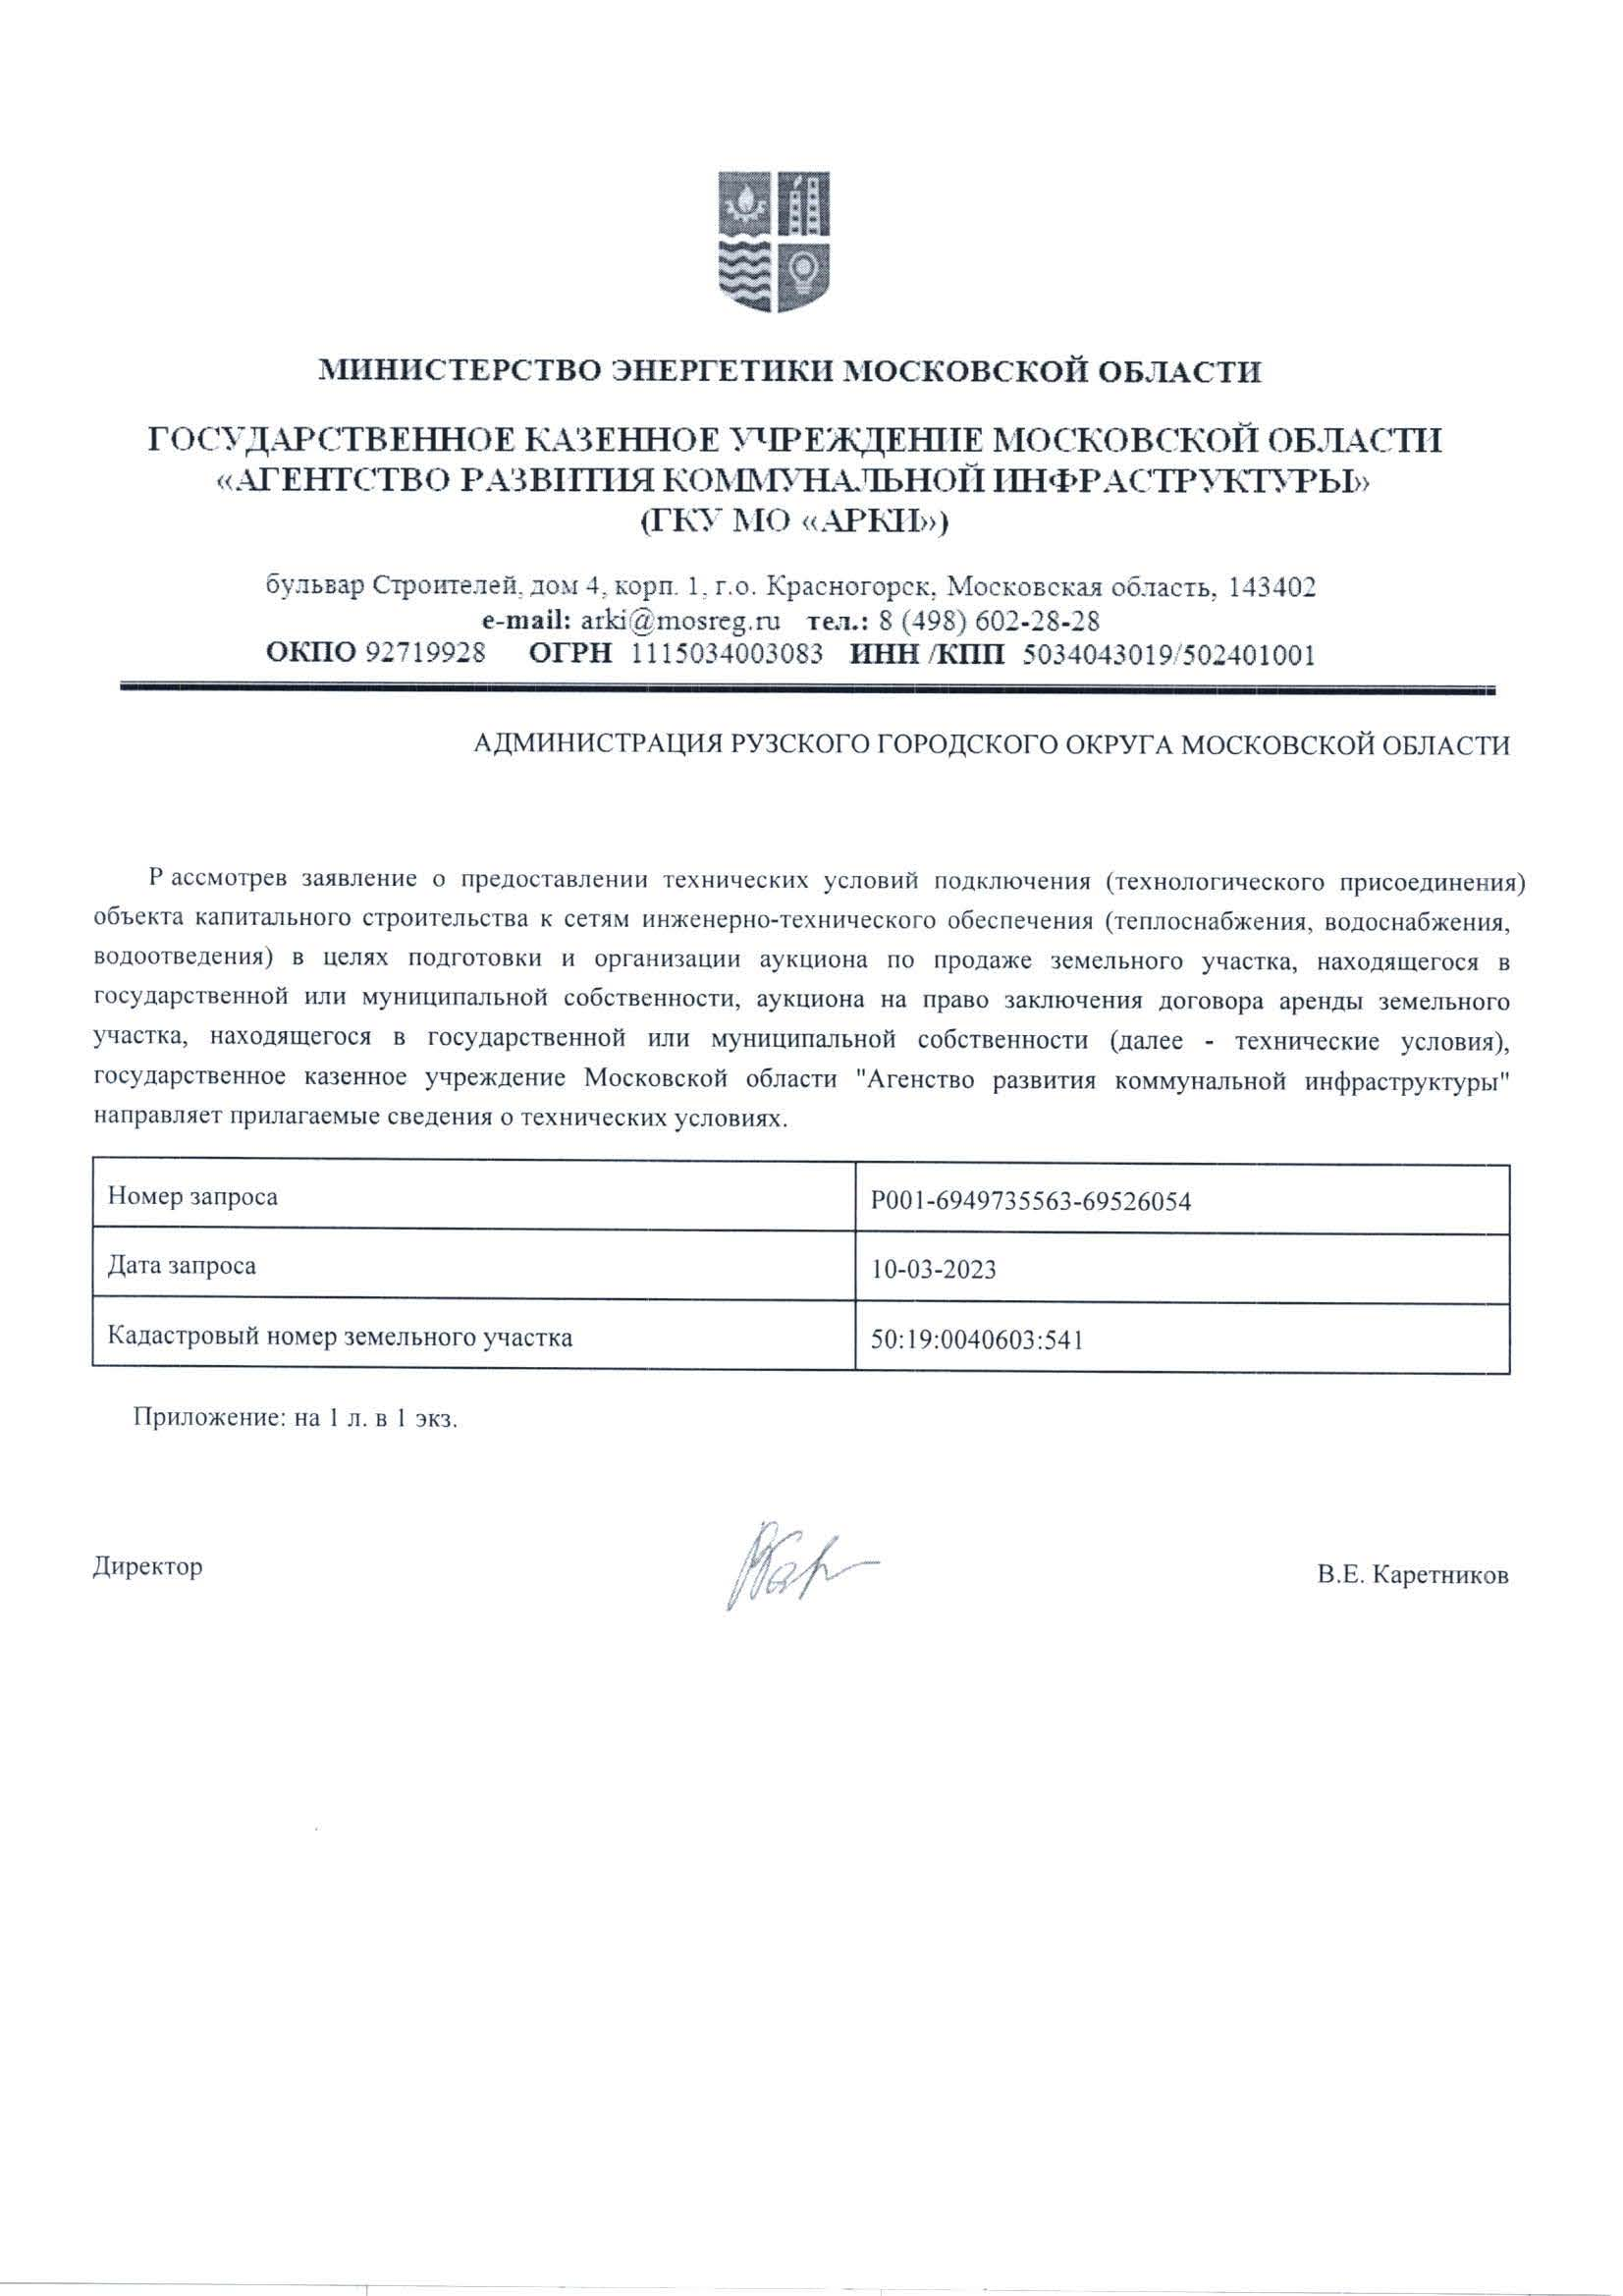 МИНИСТЕРСТВО ЭНЕРГЕТИКИ МОСКОВСКОЙ ОБЛАСТИ
ГОСУДАРСТВЕННОЕ КАЗЕННОЕ УЧРЕЖДЕНИЕ МОСКОВСКОЙ ОБЛАСТИ
«АГЕНТСТВО РАЗВИТИЯ КОММУНАЛЬНОЙ ИНФРАСТРУКТУРЫ»
(ГКУ МО «АРКИ»)
бульвар Строителей, дом 4, корп. 1, г.о. Красногорск, Московская область, 143402
e-mail: arki@mosreg.ru тел.: 8 (498) 602-28-28
ОКПО 92719928 ОГРН 1115034003083 ИНН /КПП 5034043019/502401001
АДМИНИСТРАЦИЯ РУЗСКОГО ГОРОДСКОГО ОКРУГА МОСКОВСКОЙ ОБЛАСТИ
Р ассмотрев заявление о предоставлении технических условий подключения (технологического присоединения)
объекта капитального строительства к сетям инженерно-технического обеспечения (теплоснабжения, водоснабжения,
водоотведения) в целях подготовки и организации аукциона по продаже земельного участка, находящегося в
государственной или муниципальной собственности, аукциона на право заключения договора аренды земельного
участка, находящегося в государственной или муниципальной собственности (далее - технические условия),
государственное казенное учреждение Московской области "Агенство развития коммунальной инфраструктуры"
направляет прилагаемые сведения о технических условиях.
Номер запроса Р001-6949735563-69526054
Дата запроса 10-03-2023
Кадастровый номер земельного участка 50:19:0040603:541
Приложение: на 1 л. в 1 экз.
Директор В.Е. Каретников